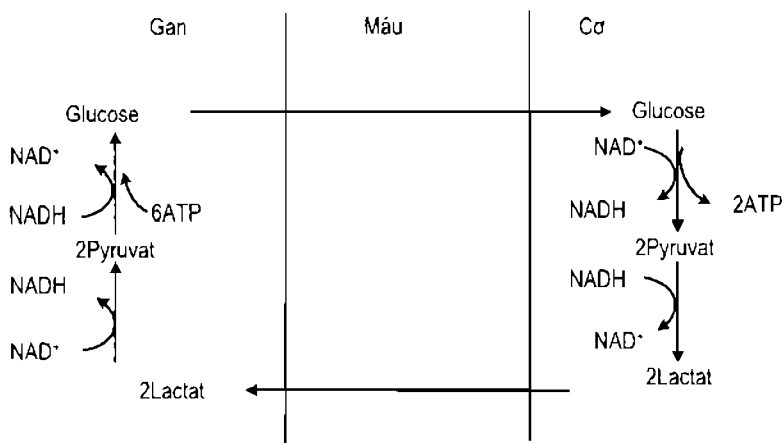 Gan
Máu
Cơ
Glucose
Glucose
NAD⁺
NADH
6ATP
2Pyruvat
NADH
NAD⁺
2Lactat
NAD⁺
NADH
2ATP
2Pyruvat
NADH
NAD⁺
2Lactat